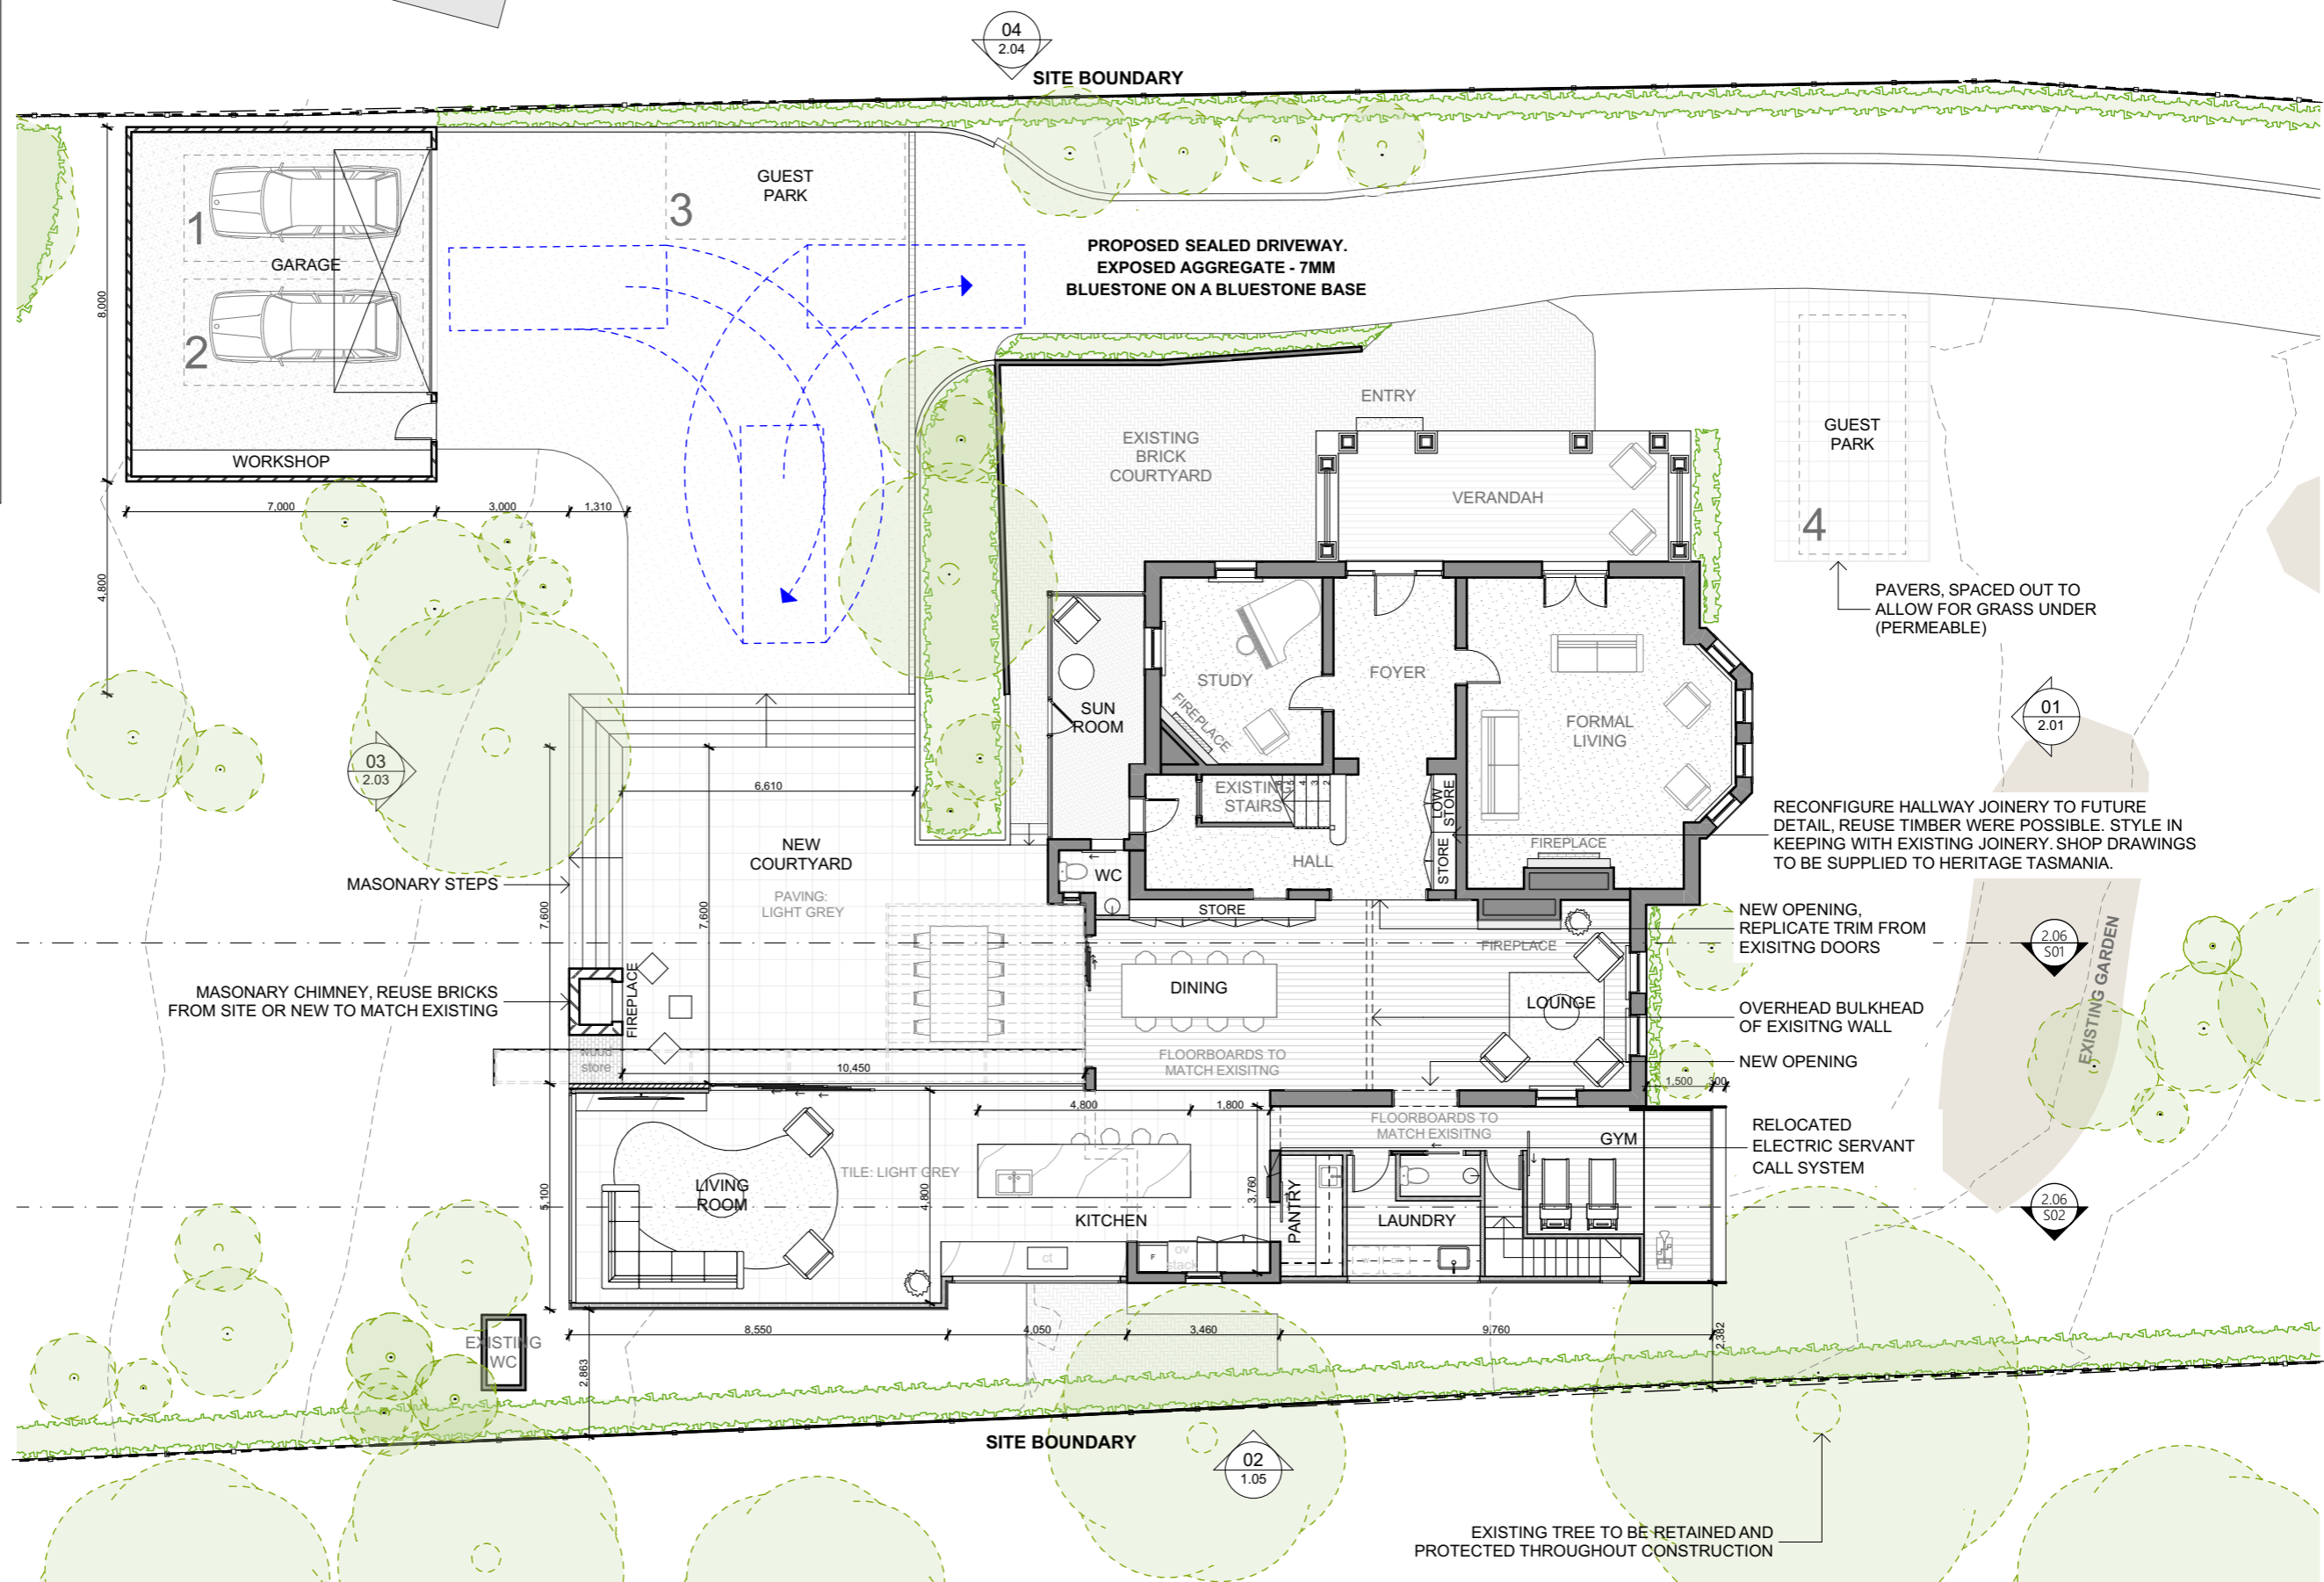 04
2.04
SITE BOUNDARY
GUEST
PARK
3
1
GARAGE
2
8,000
PROPOSED SEALED DRIVEWAY.
EXPOSED AGGREGATE - 7MM
BLUESTONE ON A BLUESTONE BASE
ENTRY
EXISTING
BRICK
COURTYARD
GUEST
PARK
4
WORKSHOP
VERANDAH
7,000
3,000
1,310
4,800
PAVERS, SPACED OUT TO
ALLOW FOR GRASS UNDER
(PERMEABLE)
STUDY
FIREPLACE
FOYER
SUN
ROOM
FORMAL
LIVING
01
2.01
03
2.03
6,610
EXISTING
STAIRS
5
4
3
2
LOW
STORE
STORE
RECONFIGURE HALLWAY JOINERY TO FUTURE
DETAIL, REUSE TIMBER WERE POSSIBLE. STYLE IN
KEEPING WITH EXISTING JOINERY. SHOP DRAWINGS
TO BE SUPPLIED TO HERITAGE TASMANIA.
NEW
COURTYARD
FIREPLACE
HALL
WC
MASONARY STEPS
PAVING:
LIGHT GREY
7,600
7,600
STORE
NEW OPENING,
REPLICATE TRIM FROM
EXISITNG DOORS
FIREPLACE
2.06
S01
EXISTING GARDEN
MASONARY CHIMNEY, REUSE BRICKS
FROM SITE OR NEW TO MATCH EXISTING
FIREPLACE
DINING
LOUNGE
OVERHEAD BULKHEAD
OF EXISITNG WALL
wood
store
10,450
FLOORBOARDS TO
MATCH EXISITNG
NEW OPENING
1,500
300
4,800
1,800
FLOORBOARDS TO
MATCH EXISITNG
GYM
RELOCATED
ELECTRIC SERVANT
CALL SYSTEM
TILE: LIGHT GREY
LIVING
ROOM
5,100
4,800
3,760
KITCHEN
PANTRY
LAUNDRY
2.06
S02
ct
F
ov
stack
8,550
4,050
3,460
9,760
2,382
2,863
EXISTING
WC
SITE BOUNDARY
02
1.05
EXISTING TREE TO BE RETAINED AND
PROTECTED THROUGHOUT CONSTRUCTION